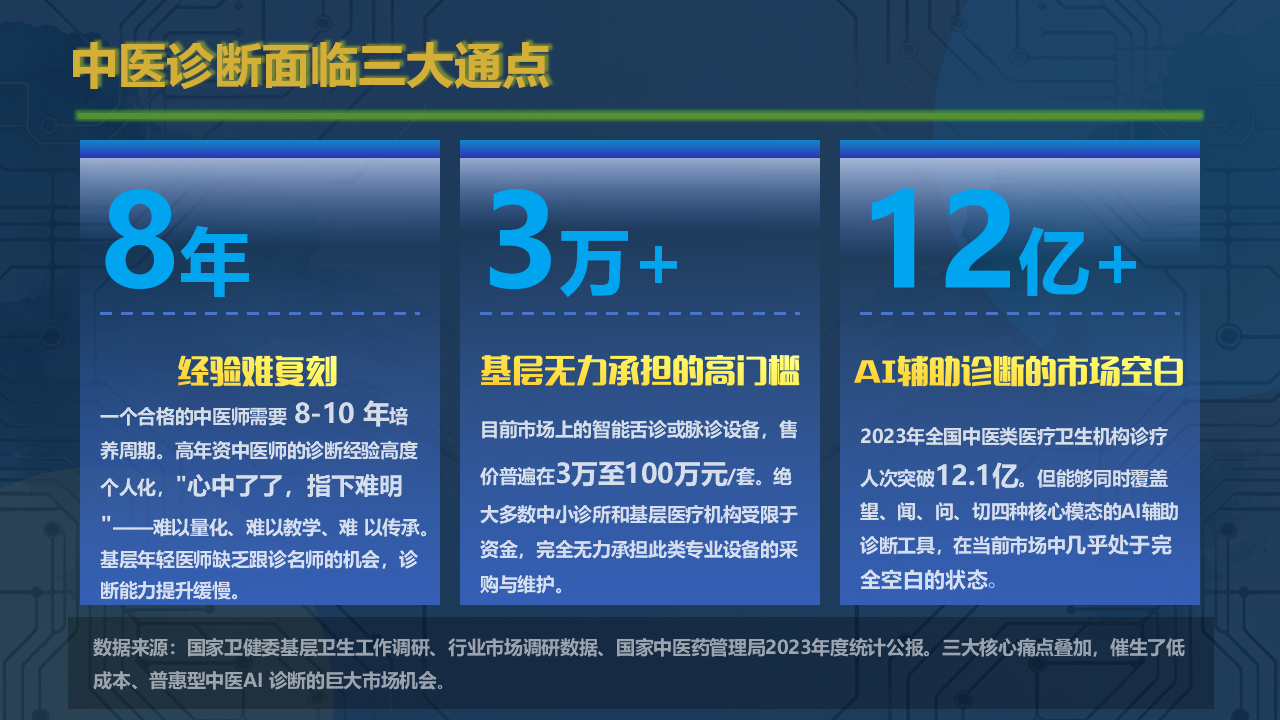 中医诊断面临三大通点
8年
经验难复刻
一个合格的中医师需要 8-10 年培
养周期。高年资中医师的诊断经验高度
个人化，"心中了了，指下难明
"——难以量化、难以教学、难 以传承。
基层年轻医师缺乏跟诊名师的机会，诊
断能力提升缓慢。
3万+
基层无力承担的高门槛
目前市场上的智能舌诊或脉诊设备，售
价普遍在3万至100万元/套。绝
大多数中小诊所和基层医疗机构受限于
资金，完全无力承担此类专业设备的采
购与维护。
12亿+
AI辅助诊断的市场空白
2023年全国中医类医疗卫生机构诊疗
人次突破12.1亿。但能够同时覆盖
望、闻、问、切四种核心模态的AI辅助
诊断工具，在当前市场中几乎处于完
全空白的状态。
数据来源：国家卫健委基层卫生工作调研、行业市场调研数据、国家中医药管理局2023年度统计公报。三大核心痛点叠加，催生了低
成本、普惠型中医AI 诊断的巨大市场机会。